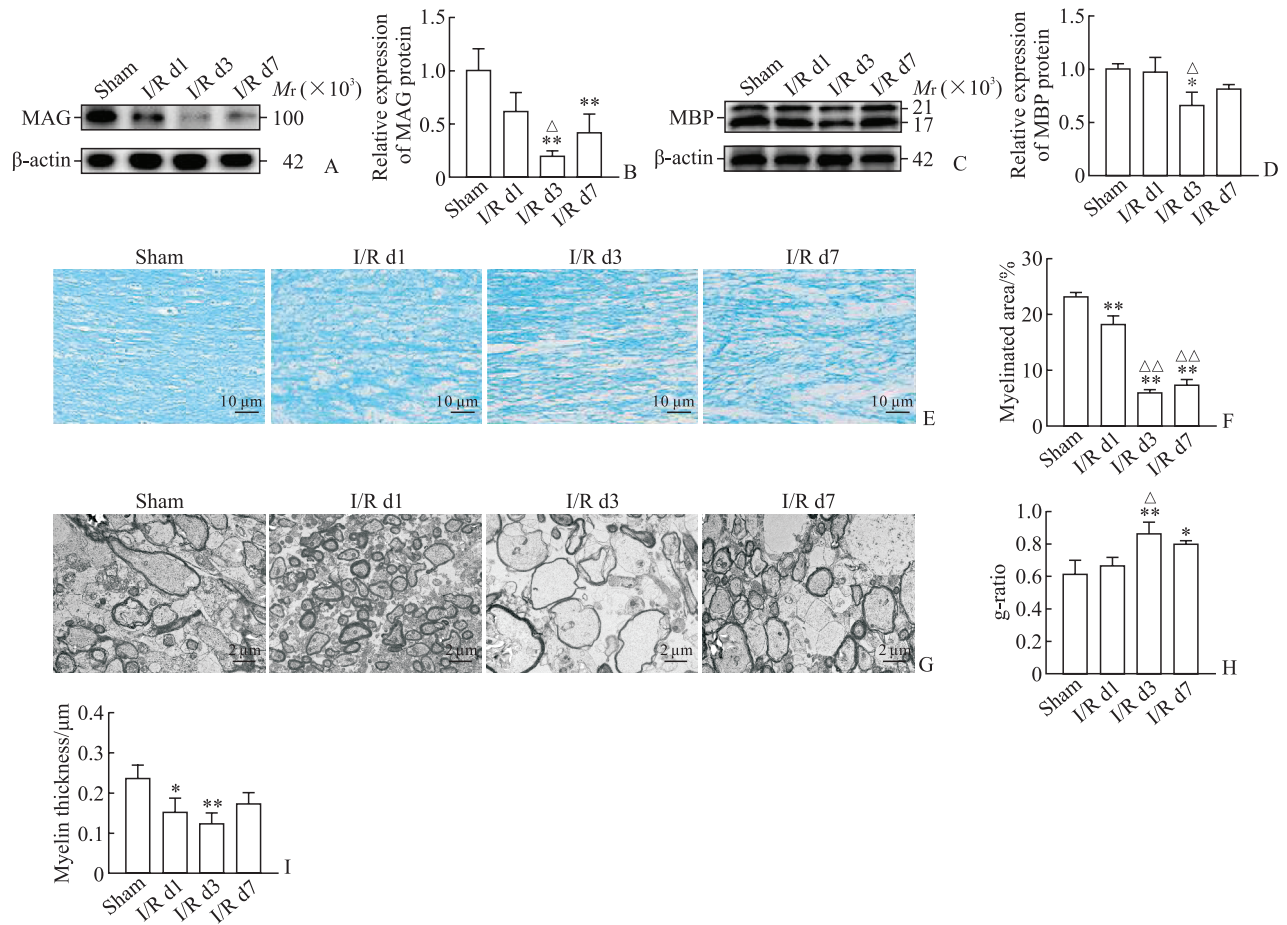 Sham I/R d1 I/R d3 I/R d7
Mr (×10³)
MAG 100
β-actin 42
A
Relative expression of MAG protein
1.5
1.0
0.5
0
**
△
**
Sham I/R d1 I/R d3 I/R d7
B
Sham I/R d1 I/R d3 I/R d7
Mr (×10³)
MBP 21
17
β-actin 42
C
Relative expression of MBP protein
1.5
1.0
0.5
0
△
*
Sham I/R d1 I/R d3 I/R d7
D
Sham I/R d1 I/R d3 I/R d7
10 μm 10 μm 10 μm 10 μm
E
Myelinated area/%
30
20
10
0
**
△△ △△
** **
Sham I/R d1 I/R d3 I/R d7
F
Sham I/R d1 I/R d3 I/R d7
2 μm 2 μm 2 μm 2 μm
G
g-ratio
1.0
0.8
0.6
0.4
0.2
0
△
**
*
Sham I/R d1 I/R d3 I/R d7
H
Myelin thickness/μm
0.4
0.3
0.2
0.1
0
* **
Sham I/R d1 I/R d3 I/R d7
I